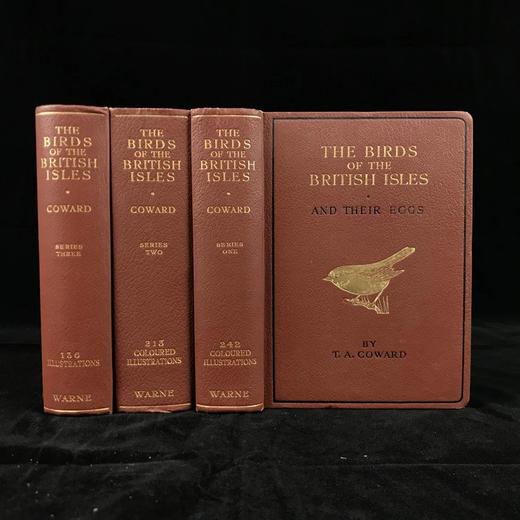 THE
BIRDS
OF THE
BRITISH
ISLES
COWARD
SERIES
THREE
136
ILLUSTRATIONS
WARNE
THE
BIRDS
OF THE
BRITISH
ISLES
COWARD
SERIES
TWO
213
COLOURED
ILLUSTRATIONS
WARNE
THE
BIRDS
OF THE
BRITISH
ISLES
COWARD
SERIES
ONE
242
COLOURED
ILLUSTRATIONS
WARNE
THE BIRDS
OF THE
BRITISH ISLES
AND THEIR EGGS
BY
T. A. COWARD